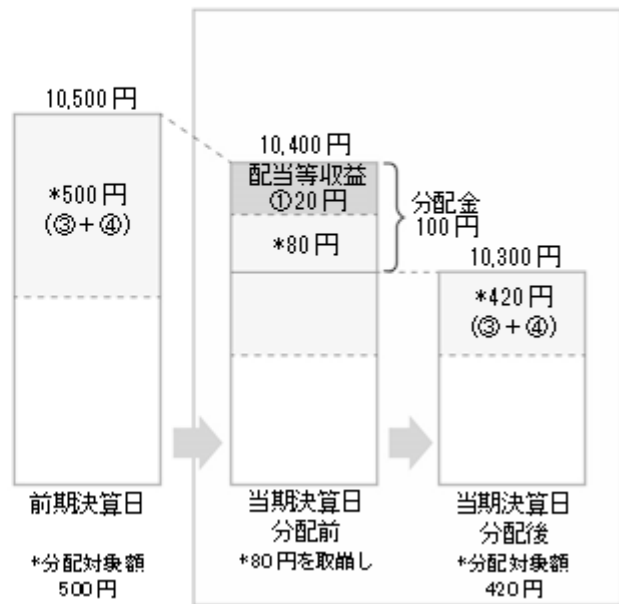 10,500円
*500円
(③+④)
前期決算日
*分配対象額
500円
10,400円
配当等収益
①20円
*80円
分配金
100円
当期決算日
分配前
*80円を取崩し
10,300円
*420円
(③+④)
当期決算日
分配後
*分配対象額
420円